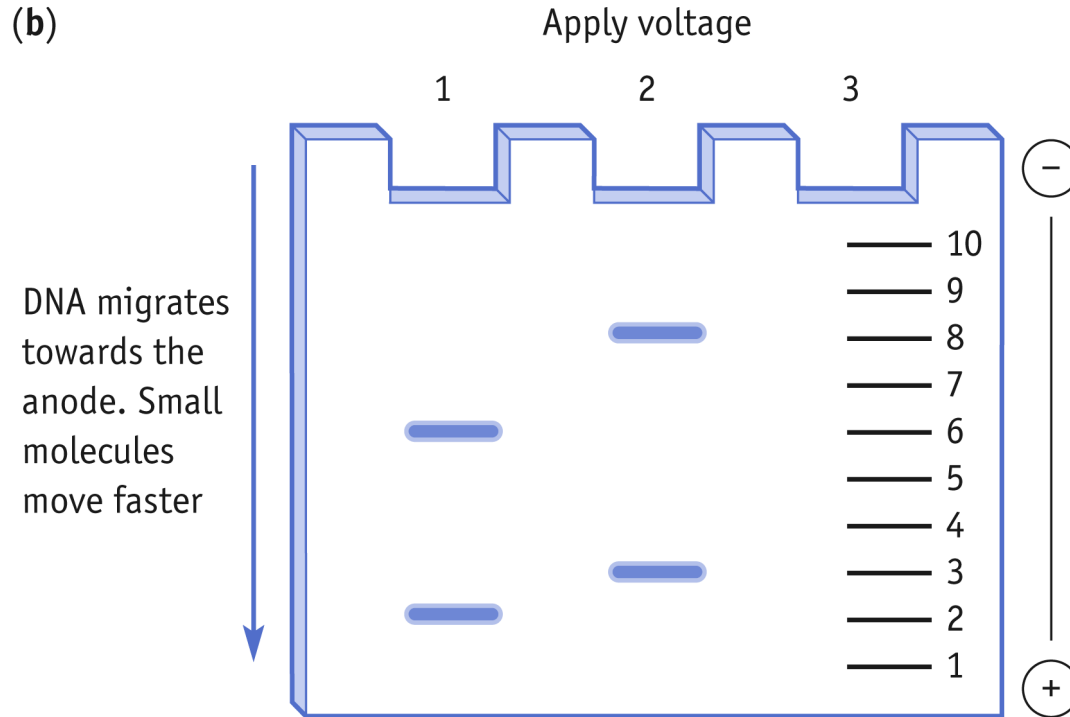 (b)
Apply voltage
1 2 3
−
10
9
DNA migrates
towards the
anode. Small
molecules
move faster
8
7
6
5
4
3
2
1
+